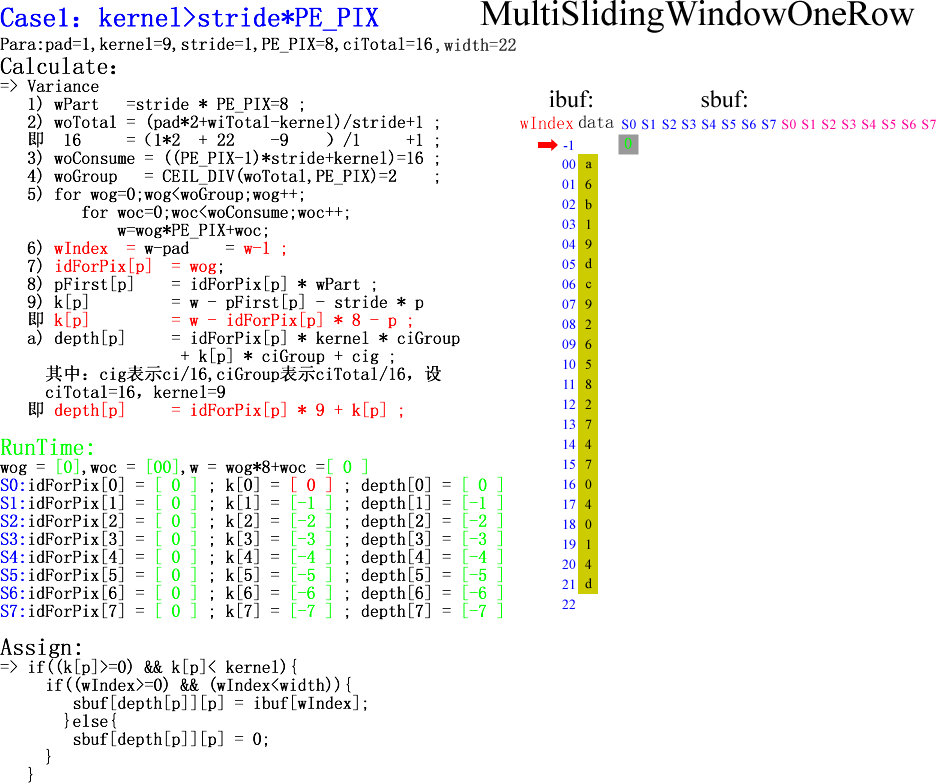 Case1: kernel>stride*PE_PIX
MultiSlidingWindowOneRow
Para:pad=1,kernel=9,stride=1,PE_PIX=8,ciTotal=16,width=22
Calculate:
=> Variance
1) wPart =stride * PE_PIX=8 ;
2) woTotal = (pad*2+wiTotal-kernel)/stride+1 ;
即 16 = (1*2 + 22 -9 ) /1 +1 ;
3) woConsume = ((PE_PIX-1)*stride+kernel)=16 ;
4) woGroup = CEIL_DIV(woTotal,PE_PIX)=2 ;
5) for wog=0;wog<woGroup;wog++;
for woc=0;woc<woConsume;woc++;
w=wog*PE_PIX+woc;
6) wIndex = w-pad = w-1 ;
7) idForPix[p] = wog;
8) pFirst[p] = idForPix[p] * wPart ;
9) k[p] = w - pFirst[p] - stride * p
即 k[p] = w - idForPix[p] * 8 - p ;
a) depth[p] = idForPix[p] * kernel * ciGroup
+ k[p] * ciGroup + cig ;
其中: cig表示ci/16,ciGroup表示ciTotal/16, 设
ciTotal=16, kernel=9
即 depth[p] = idForPix[p] * 9 + k[p] ;
RunTime:
wog = [0],woc = [00],w = wog*8+woc =[ 0 ]
S0:idForPix[0] = [ 0 ] ; k[0] = [ 0 ] ; depth[0] = [ 0 ]
S1:idForPix[1] = [ 0 ] ; k[1] = [-1 ] ; depth[1] = [-1 ]
S2:idForPix[2] = [ 0 ] ; k[2] = [-2 ] ; depth[2] = [-2 ]
S3:idForPix[3] = [ 0 ] ; k[3] = [-3 ] ; depth[3] = [-3 ]
S4:idForPix[4] = [ 0 ] ; k[4] = [-4 ] ; depth[4] = [-4 ]
S5:idForPix[5] = [ 0 ] ; k[5] = [-5 ] ; depth[5] = [-5 ]
S6:idForPix[6] = [ 0 ] ; k[6] = [-6 ] ; depth[6] = [-6 ]
S7:idForPix[7] = [ 0 ] ; k[7] = [-7 ] ; depth[7] = [-7 ]
Assign:
=> if((k[p]>=0) && k[p]< kernel){
if((wIndex>=0) && (wIndex<width)){
sbuf[depth[p]][p] = ibuf[wIndex];
}else{
sbuf[depth[p]][p] = 0;
}
}
ibuf: sbuf:
wIndex data S0 S1 S2 S3 S4 S5 S6 S7 S0 S1 S2 S3 S4 S5 S6 S7
-1 0
00 a
01 6
02 b
03 1
04 9
05 d
06 c
07 9
08 2
09 6
10 5
11 8
12 2
13 7
14 4
15 7
16 0
17 4
18 0
19 1
20 4
21 d
22